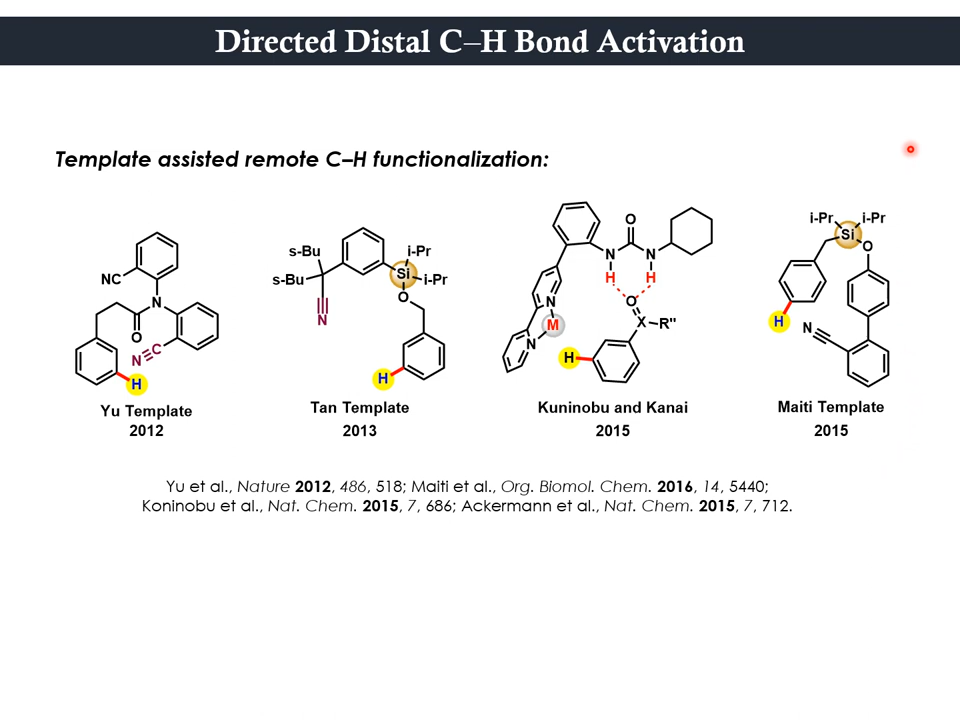 Directed Distal C–H Bond Activation
Template assisted remote C–H functionalization:
NC
N
O
N
C
H
Yu Template
2012
s-Bu
s-Bu
N
i-Pr
Si
i-Pr
O
H
Tan Template
2013
O
N
N
H
H
N
O
M
X
R"
N
H
Kuninobu and Kanai
2015
i-Pr
i-Pr
Si
O
H
N
Maiti Template
2015
Yu et al., Nature 2012, 486, 518; Maiti et al., Org. Biomol. Chem. 2016, 14, 5440;
Koninobu et al., Nat. Chem. 2015, 7, 686; Ackermann et al., Nat. Chem. 2015, 7, 712.